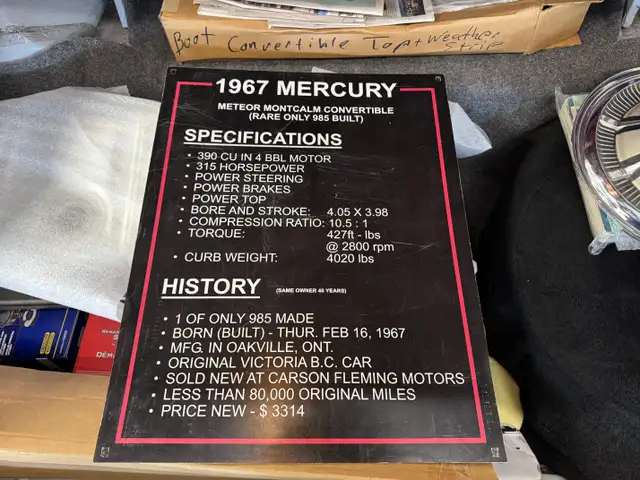 Boot Convertible Top + Weather
Strip
1967 MERCURY
METEOR MONTCALM CONVERTIBLE
(RARE ONLY 985 BUILT)
SPECIFICATIONS
• 390 CU IN 4 BBL MOTOR
• 315 HORSEPOWER
• POWER STEERING
• POWER BRAKES
• POWER TOP
• BORE AND STROKE: 4.05 X 3.98
• COMPRESSION RATIO: 10.5 : 1
• TORQUE: 427ft - lbs
@ 2800 rpm
• CURB WEIGHT: 4020 lbs
HISTORY (SAME OWNER 40 YEARS)
• 1 OF ONLY 985 MADE
• BORN (BUILT) - THUR. FEB 16, 1967
• MFG. IN OAKVILLE, ONT.
• ORIGINAL VICTORIA B.C. CAR
• SOLD NEW AT CARSON FLEMING MOTORS
• LESS THAN 80,000 ORIGINAL MILES
• PRICE NEW - $ 3314